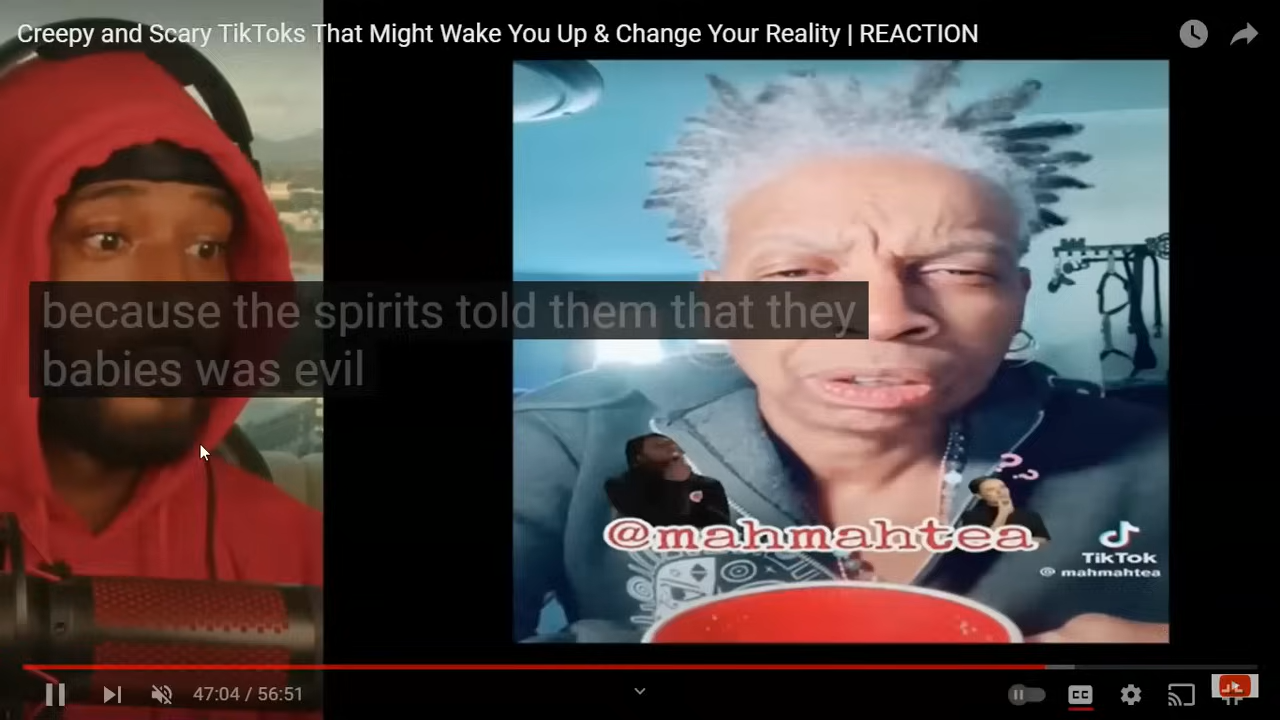 Creepy and Scary TikToks That Might Wake You Up & Change Your Reality | REACTION
because the spirits told them that they
babies was evil
??
@mahmahtea
TikTok
@ mahmahtea
47:04 / 56:51
CC